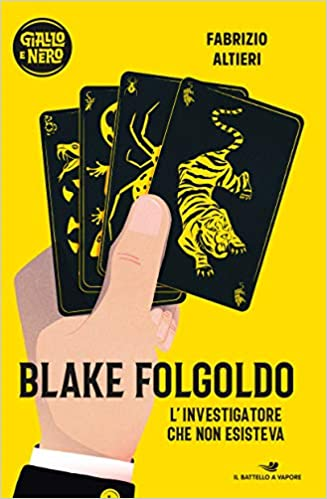 GIALLO
E NERO
FABRIZIO
ALTIERI
BLAKE FOLGOLDO
L'INVESTIGATORE
CHE NON ESISTEVA
IL BATTELLO A VAPORE